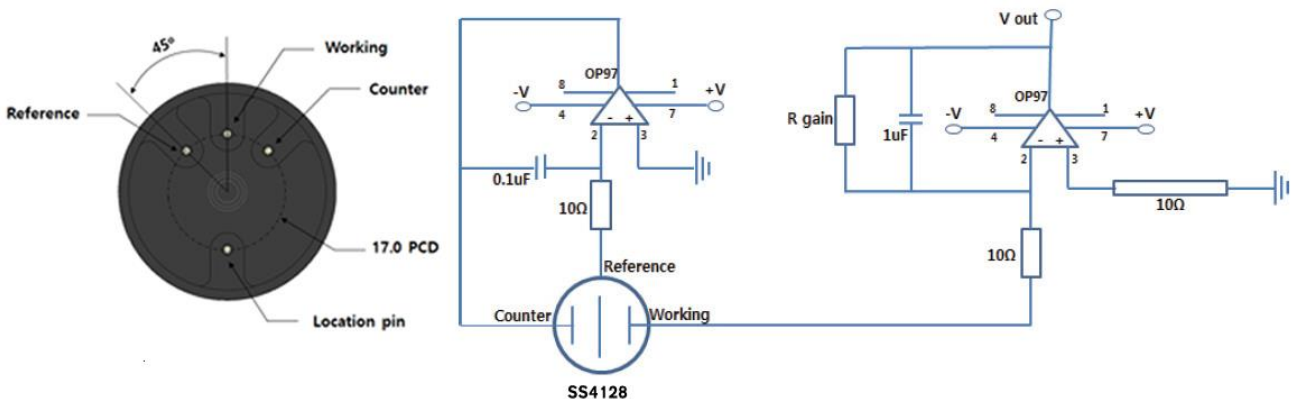 45°
Working
Counter
Reference
17.0 PCD
Location pin
OP97
-V
8
1
+V
4
7
- +
2
3
0.1uF
10Ω
Reference
Counter
Working
SS4128
V out
OP97
R gain
1uF
-V
8
1
+V
4
7
- +
2
3
10Ω
10Ω